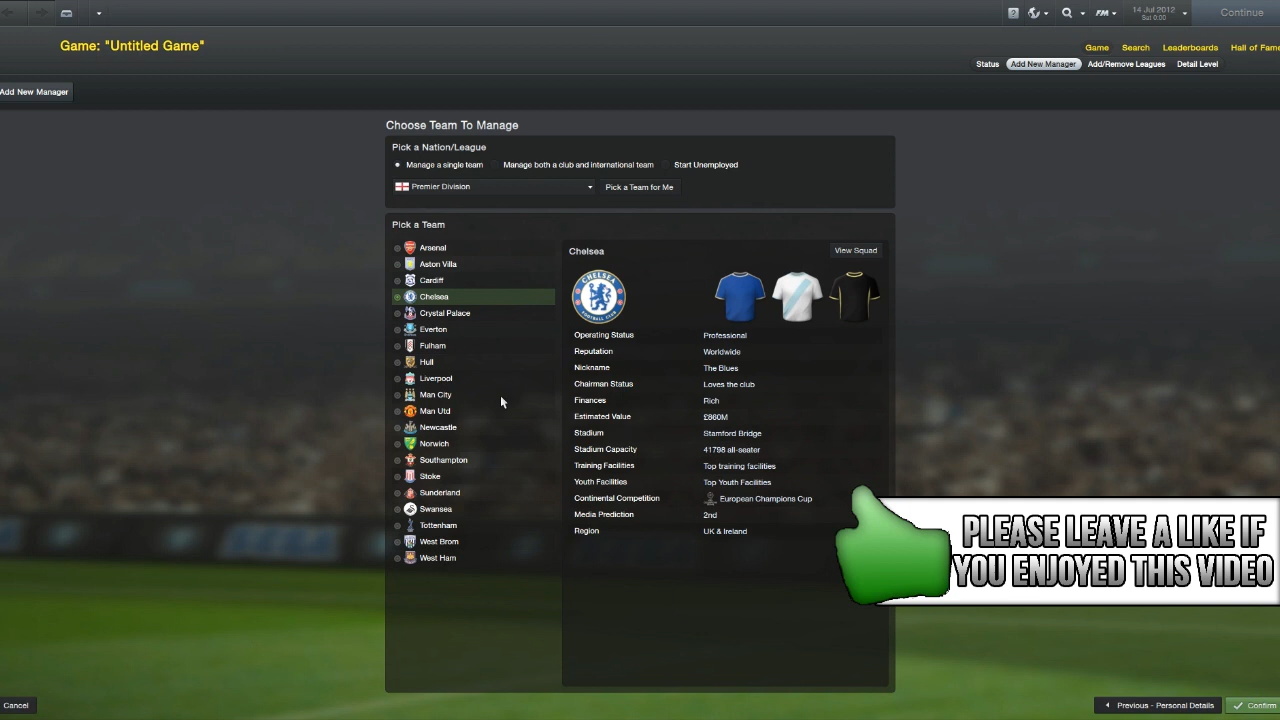 14 Jul 2012
Sat 0:00
Continue
Game: "Untitled Game"
Game
Search
Leaderboards
Hall of Fame
Status
Add New Manager
Add/Remove Leagues
Detail Level
Add New Manager
Choose Team To Manage
Pick a Nation/League
Manage a single team
Manage both a club and international team
Start Unemployed
Premier Division
Pick a Team for Me
Pick a Team
Arsenal
Aston Villa
Cardiff
Chelsea
Crystal Palace
Everton
Fulham
Hull
Liverpool
Man City
Man Utd
Newcastle
Norwich
Southampton
Stoke
Sunderland
Swansea
Tottenham
West Brom
West Ham
Chelsea
View Squad
CHELSEA
FOOTBALL CLUB
Operating Status Professional
Reputation Worldwide
Nickname The Blues
Chairman Status Loves the club
Finances Rich
Estimated Value £860M
Stadium Stamford Bridge
Stadium Capacity 41798 all-seater
Training Facilities Top training facilities
Youth Facilities Top Youth Facilities
Continental Competition European Champions Cup
Media Prediction 2nd
Region UK & Ireland
PLEASE LEAVE A LIKE IF
YOU ENJOYED THIS VIDEO
Cancel
Previous - Personal Details
Confirm